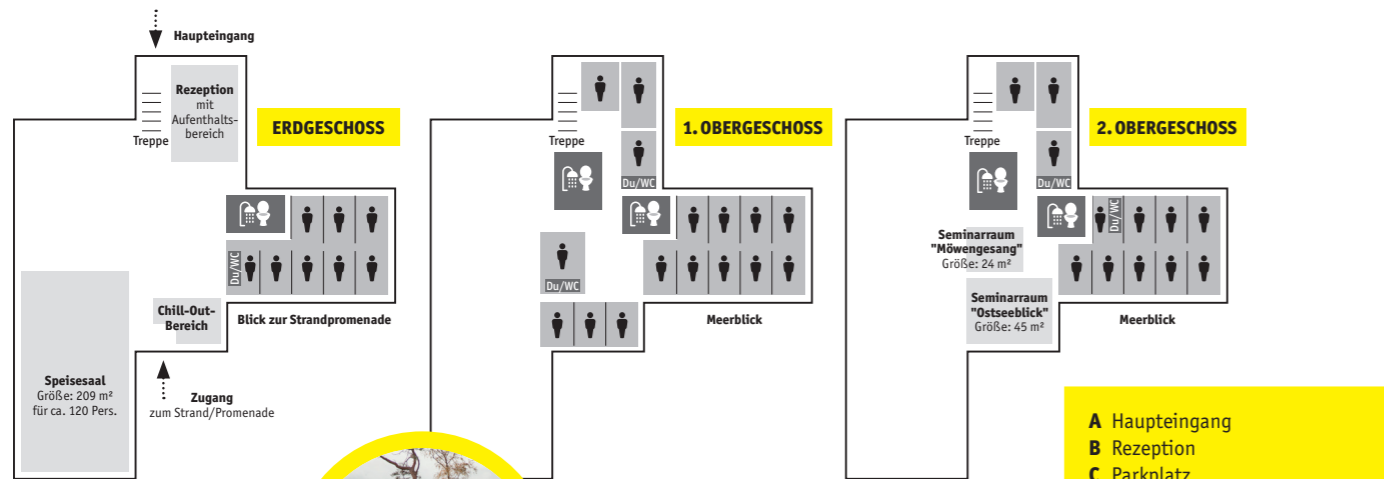 Haupteingang
Rezeption
mit
Aufenthalts-
bereich
Treppe
ERDGESCHOSS
Du/WC
Chill-Out-
Bereich
Blick zur Strandpromenade
Speisesaal
Größe: 209 m²
für ca. 120 Pers.
Zugang
zum Strand/Promenade
1. OBERGESCHOSS
Treppe
Du/WC
Du/WC
Meerblick
2. OBERGESCHOSS
Treppe
Du/WC
Du/WC
Seminarraum
"Möwengesang"
Größe: 24 m²
Seminarraum
"Ostseeblick"
Größe: 45 m²
Meerblick
A Haupteingang
B Rezeption
C Parkplatz